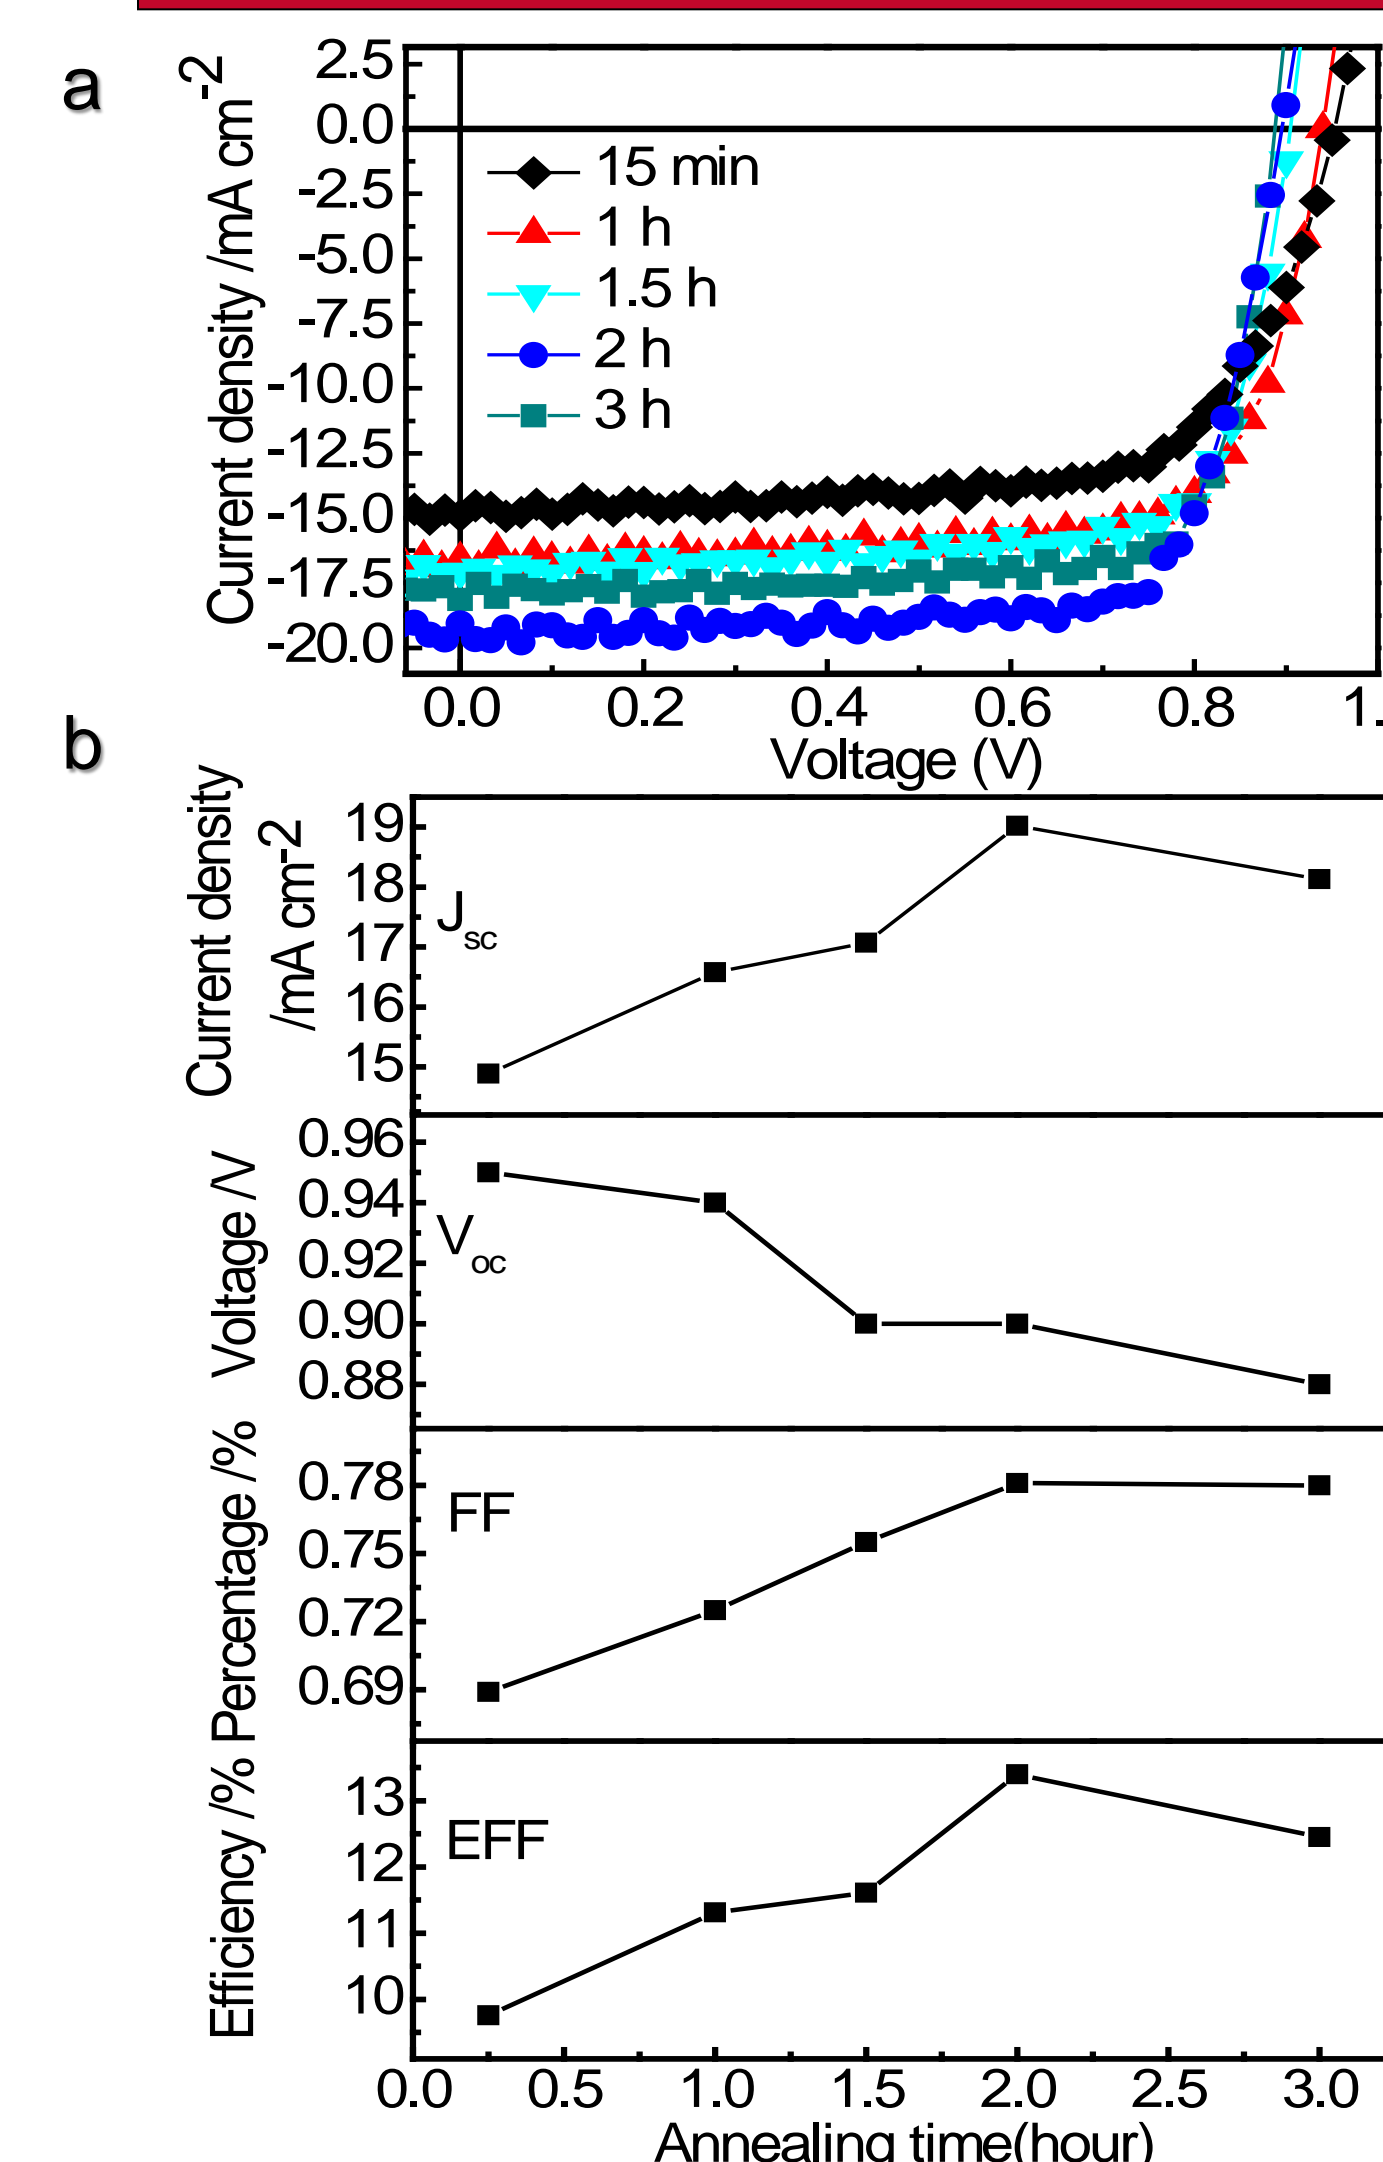 a
Current density /mA cm-2
2.5
0.0
-2.5
-5.0
-7.5
-10.0
-12.5
-15.0
-17.5
-20.0
15 min
1 h
1.5 h
2 h
3 h
0.0 0.2 0.4 0.6 0.8 1.
Voltage (V)
b
Current density
/mA cm-2
19
18
17
16
15
Jsc
Voltage /V
0.96
0.94
0.92
0.90
0.88
Voc
Percentage /%
0.78
0.75
0.72
0.69
FF
Efficiency /%
13
12
11
10
EFF
0.0 0.5 1.0 1.5 2.0 2.5 3.0
Annealing time(hour)